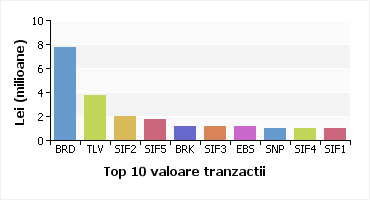 Lei (milioane)
10
8
6
4
2
0
BRD TLV SIF2 SIF5 BRK SIF3 EBS SNP SIF4 SIF1
Top 10 valoare tranzactii